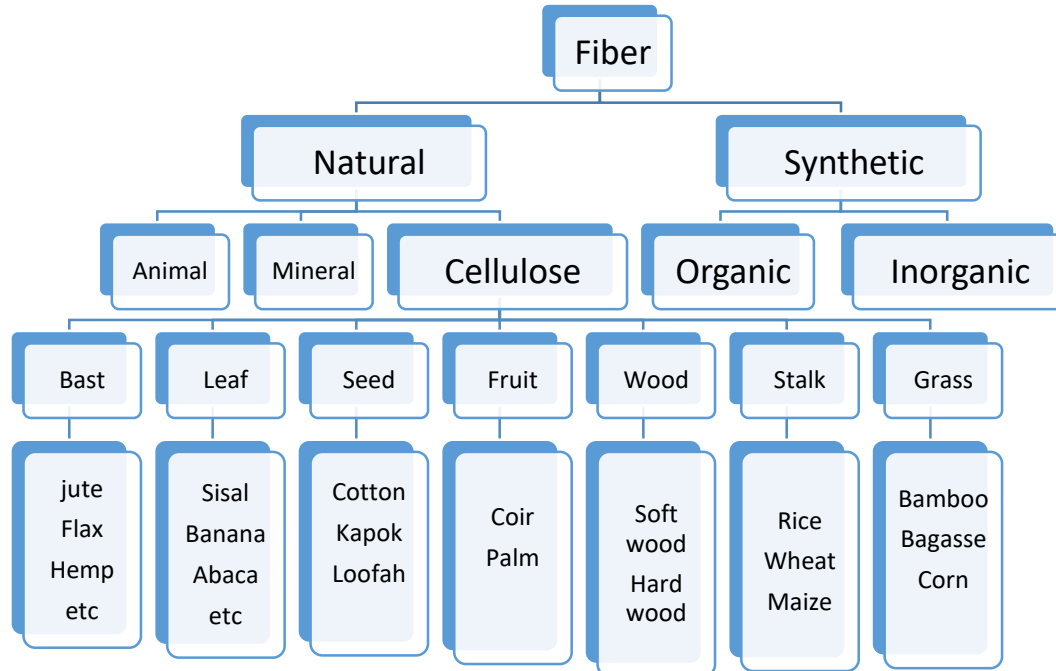 Fiber
Natural
Synthetic
Animal
Mineral
Cellulose
Organic
Inorganic
Bast
Leaf
Seed
Fruit
Wood
Stalk
Grass
jute
Flax
Hemp
etc
Sisal
Banana
Abaca
etc
Cotton
Kapok
Loofah
Coir
Palm
Soft
wood
Hard
wood
Rice
Wheat
Maize
Bamboo
Bagasse
Corn